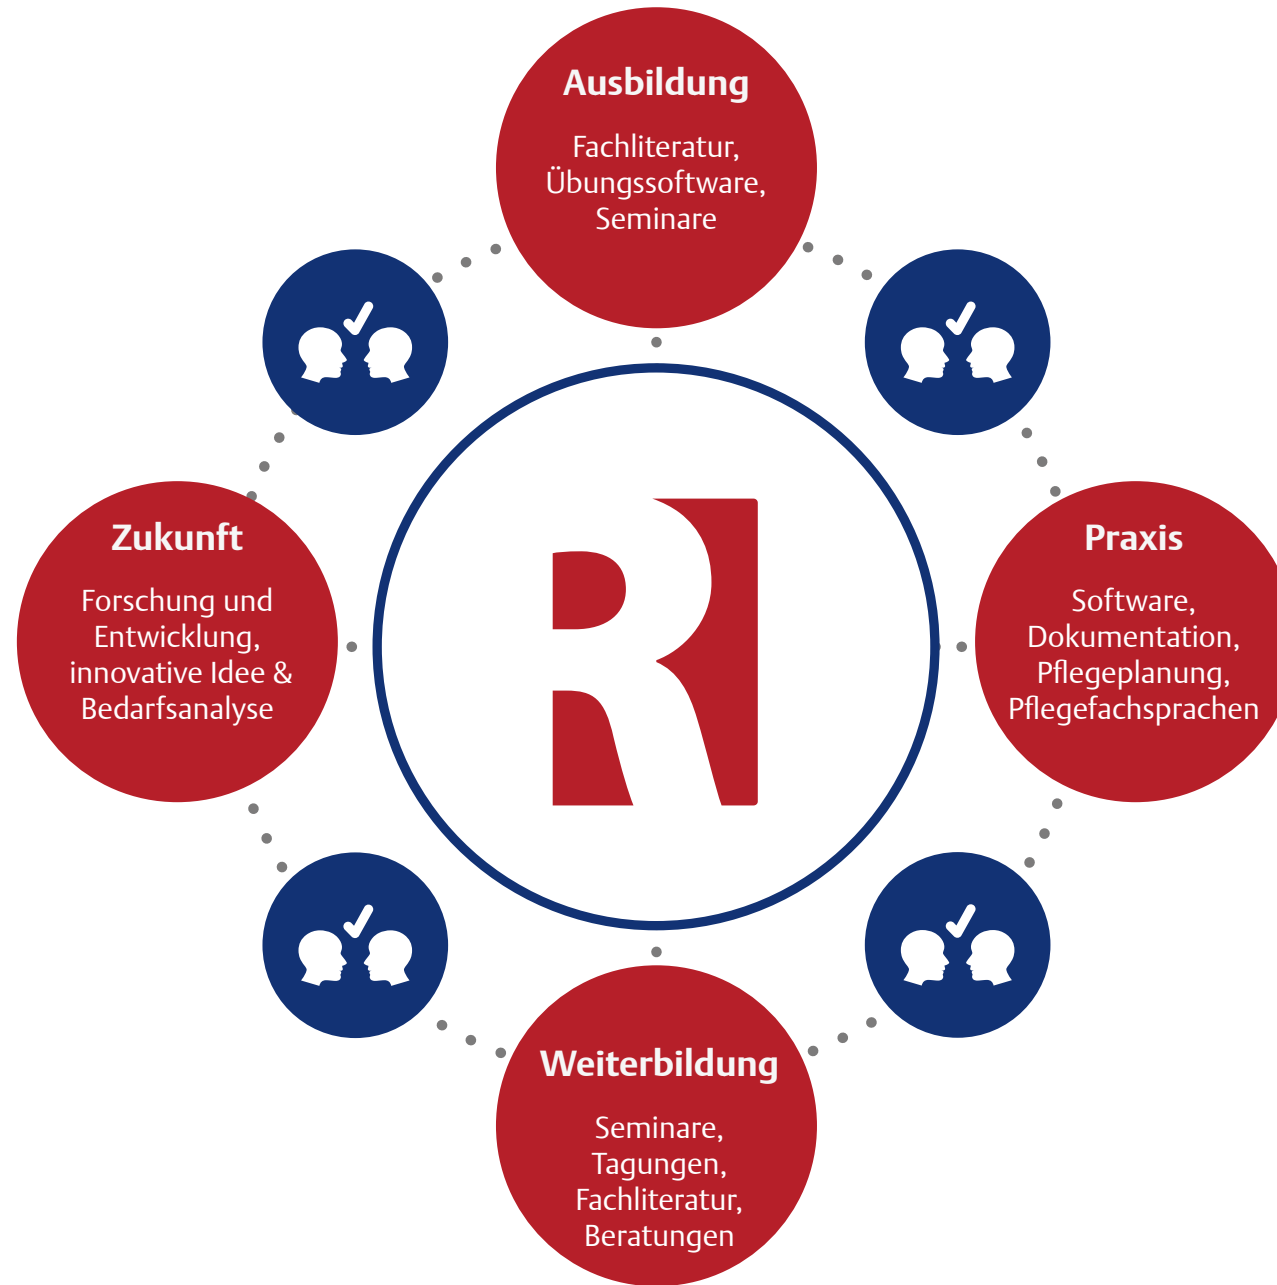 Ausbildung
Fachliteratur,
Übungssoftware,
Seminare
Zukunft
Forschung und
Entwicklung,
innovative Idee &
Bedarfsanalyse
R
Praxis
Software,
Dokumentation,
Pflegeplanung,
Pflegefachsprachen
Weiterbildung
Seminare,
Tagungen,
Fachliteratur,
Beratungen